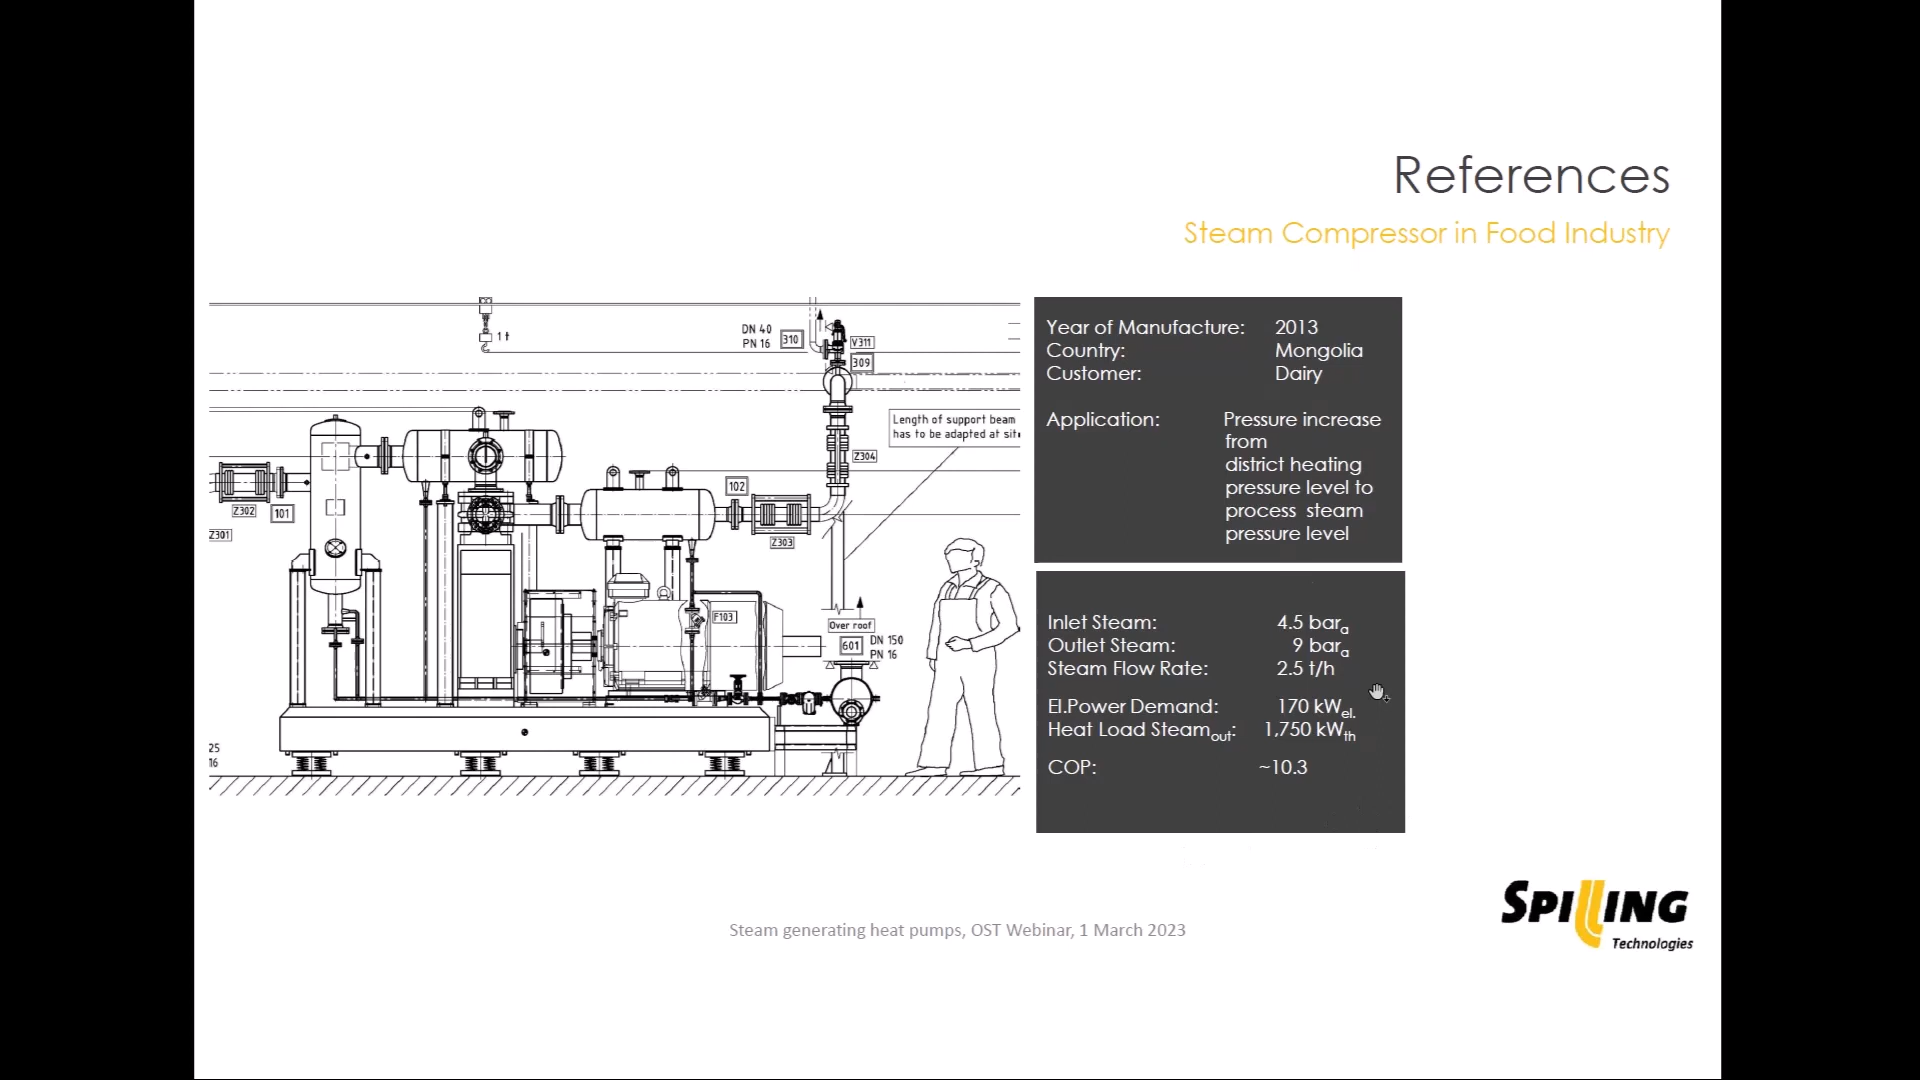 References
Steam Compressor in Food Industry
1 t
DN 40
PN 16
310
V311
309
Length of support beam
has to be adapted at
Z304
102
Z302
101
Z301
Z303
F103
Over roof
601
DN 150
PN 16
25
16
Year of Manufacture: 2013
Country: Mongolia
Customer: Dairy
Application: Pressure increase
from
district heating
pressure level to
process steam
pressure level
Inlet Steam: 4.5 bara
Outlet Steam: 9 bara
Steam Flow Rate: 2.5 t/h
El.Power Demand: 170 kWel.
Heat Load Steamout: 1,750 kWth
COP: ~10.3
SPILLING
Technologies
Steam generating heat pumps, OST Webinar, 1 March 2023